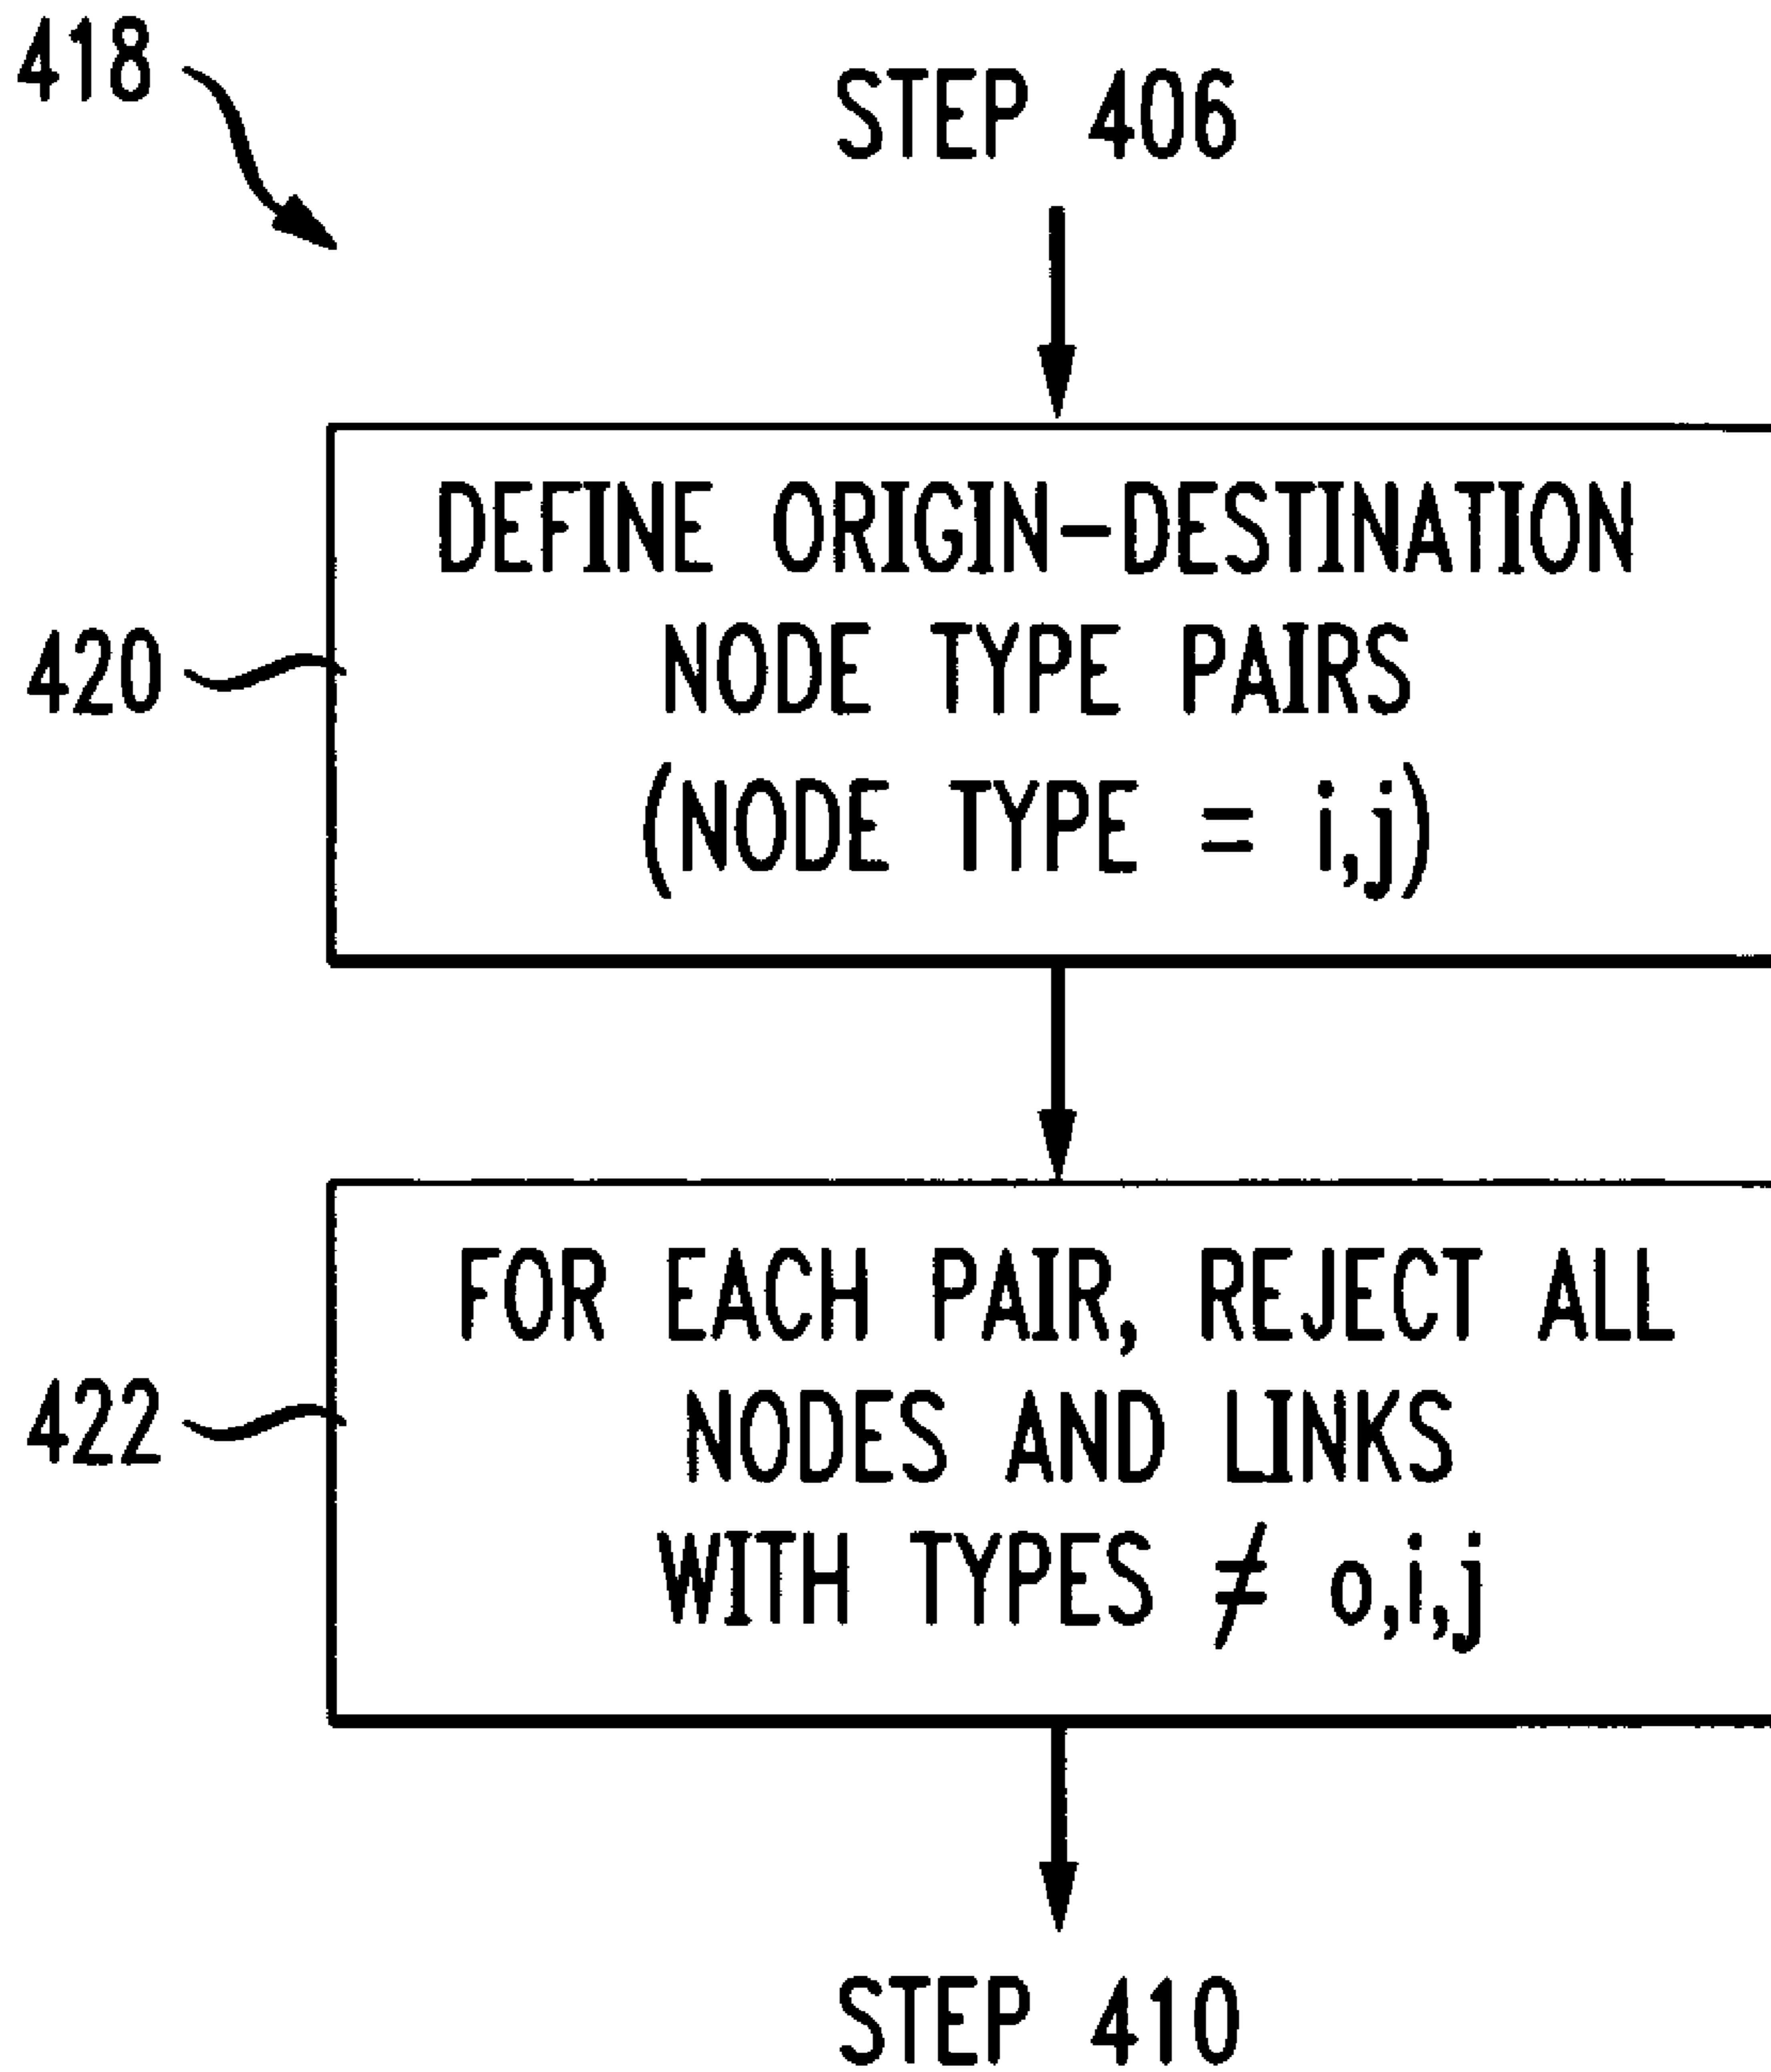 418
STEP 406
DEFINE ORIGIN-DESTINATION
NODE TYPE PAIRS
(NODE TYPE = i,j)
420
FOR EACH PAIR, REJECT ALL
NODES AND LINKS
WITH TYPES ≠ o,i,j
422
STEP 410